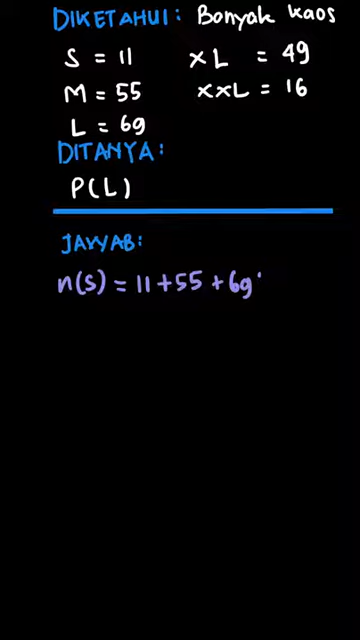 DIKETAHUI: Banyak kaos
S = 11 XL = 49
M = 55 XXL = 16
L = 69
DITANYA:
P(L)
JAWAB:
n(S) = 11 + 55 + 69